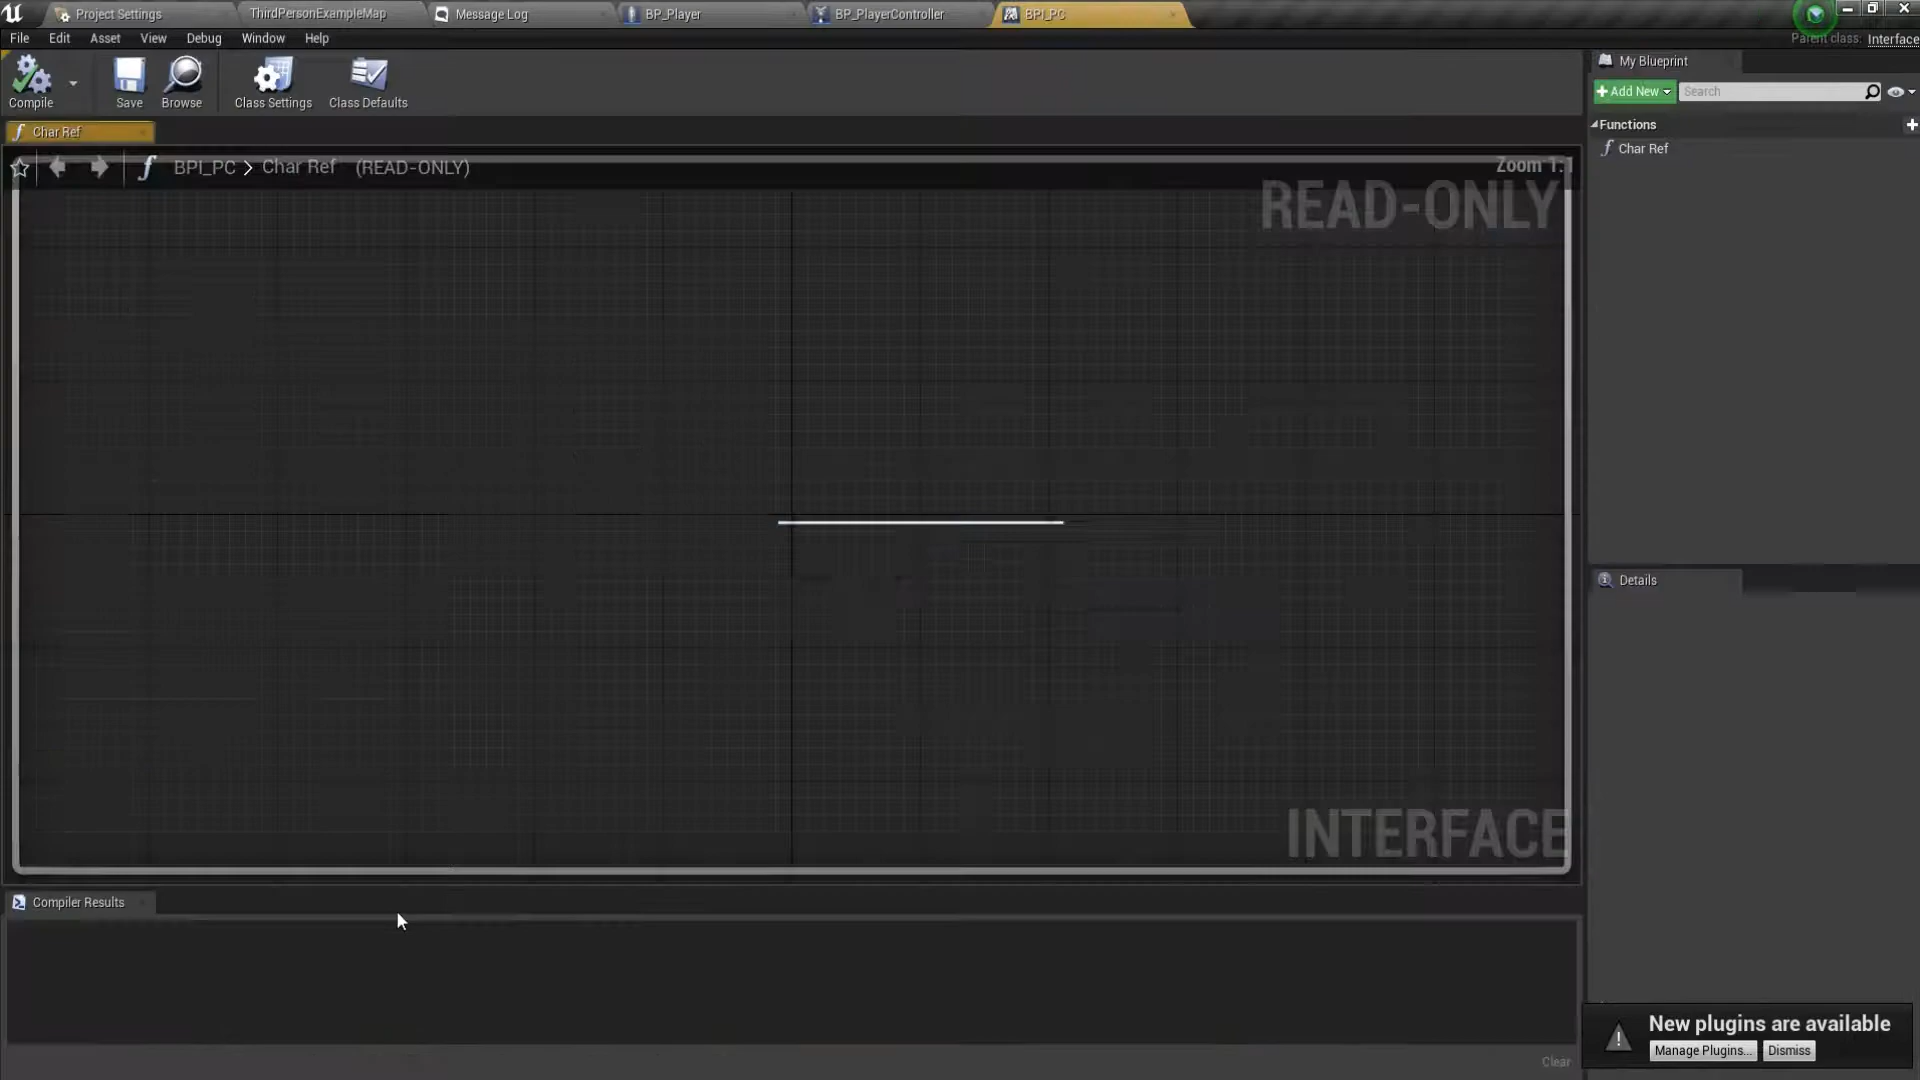 Project Settings
ThirdPersonExampleMap
Message Log
BP_Player
BP_PlayerController
BPI_PC
File
Edit
Asset
View
Debug
Window
Help
Parent class: Interface
Compile
Save
Browse
Class Settings
Class Defaults
My Blueprint
Add New
Search
Functions
Char Ref
Char Ref
BPI_PC > Char Ref (READ-ONLY)
Zoom 1:1
READ-ONLY
INTERFACE
Details
Compiler Results
Clear
New plugins are available
Manage Plugins...
Dismiss